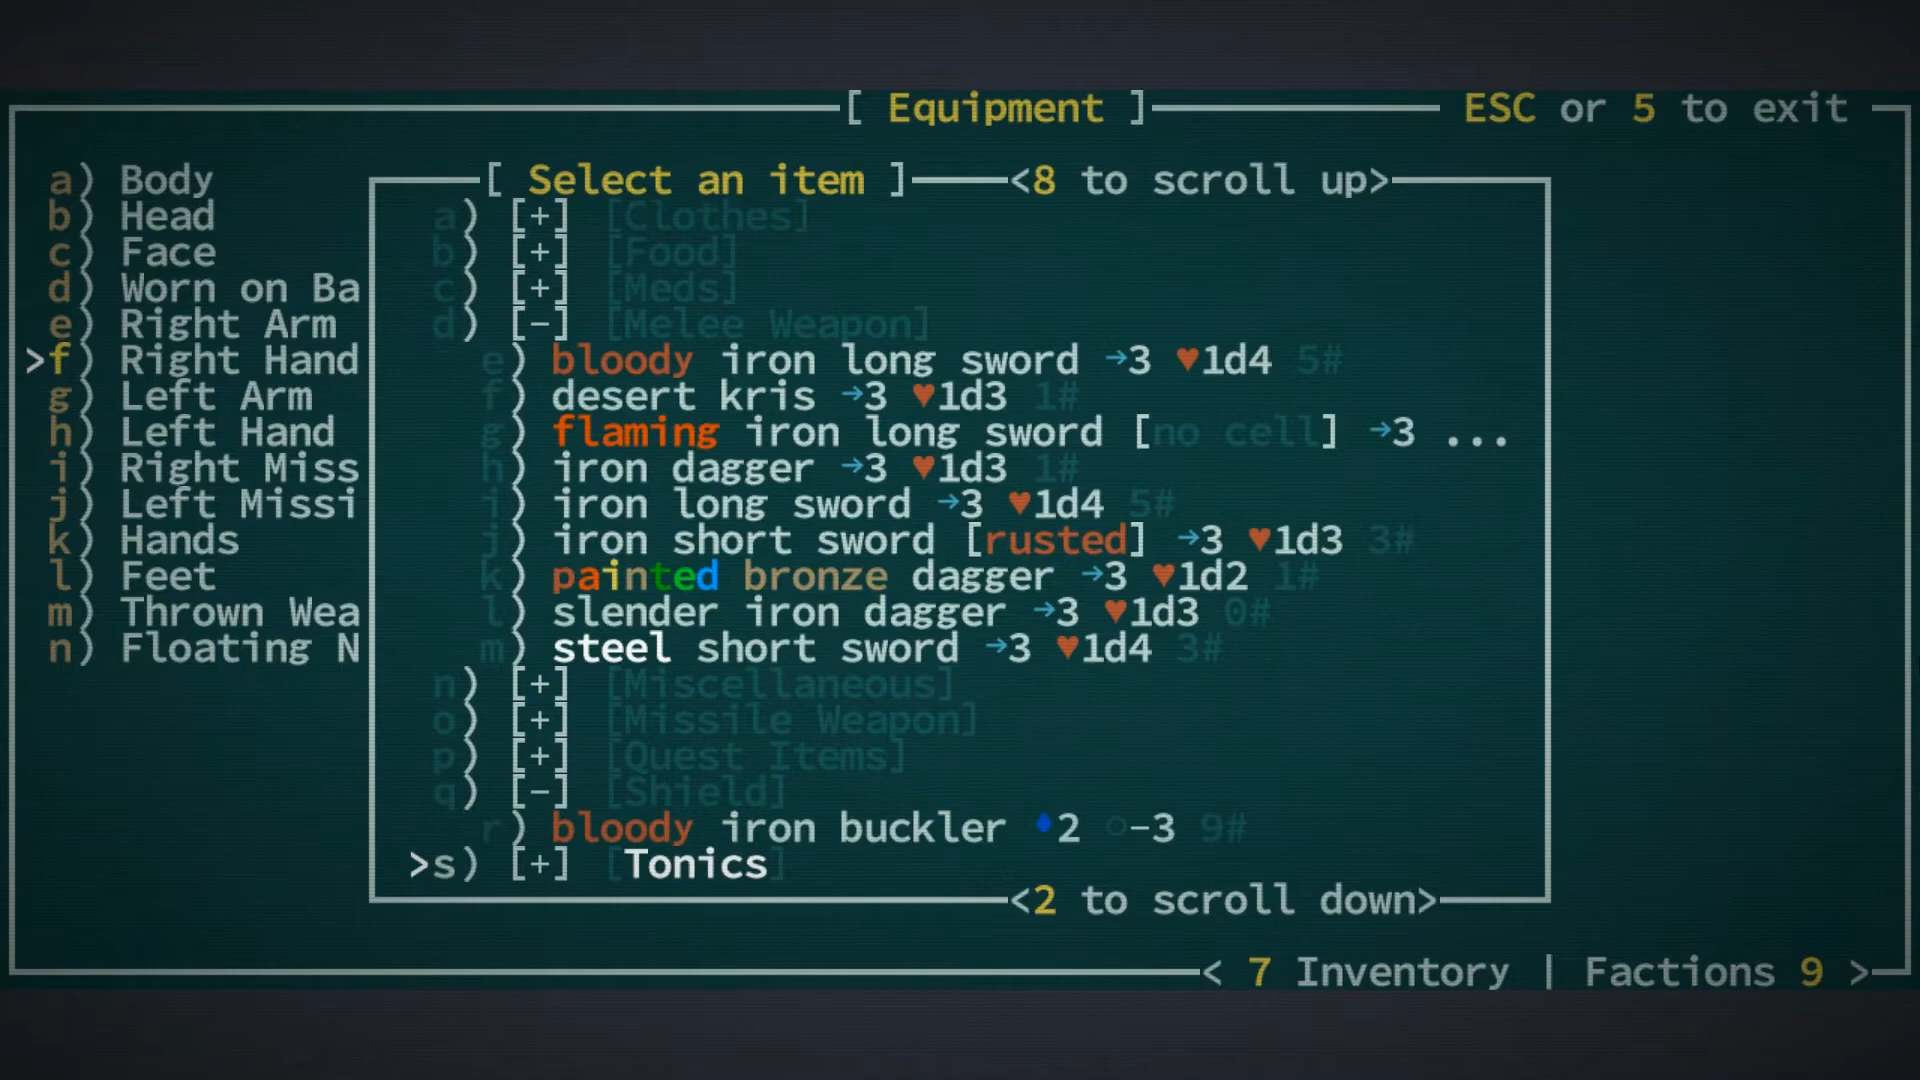 [ Equipment ] ESC or 5 to exit
[ Select an item ] <8 to scroll up>
a) Body
b) Head
c) Face
d) Worn on Ba
e) Right Arm
>f) Right Hand
g) Left Arm
h) Left Hand
i) Right Miss
j) Left Missi
k) Hands
l) Feet
m) Thrown Wea
n) Floating N
a) [+] [Clothes]
b) [+] [Food]
c) [+] [Meds]
d) [-] [Melee Weapon]
e) bloody iron long sword →3 ♥1d4 5#
f) desert kris →3 ♥1d3 1#
g) flaming iron long sword [no cell] →3 ...
h) iron dagger →3 ♥1d3 1#
i) iron long sword →3 ♥1d4 5#
j) iron short sword [rusted] →3 ♥1d3 3#
k) painted bronze dagger →3 ♥1d2 1#
l) slender iron dagger →3 ♥1d3 0#
m) steel short sword →3 ♥1d4 3#
n) [+] [Miscellaneous]
o) [+] [Missile Weapon]
p) [+] [Quest Items]
q) [-] [Shield]
r) bloody iron buckler ♦2 ○-3 9#
>s) [+] [Tonics]
<2 to scroll down>
< 7 Inventory | Factions 9 >